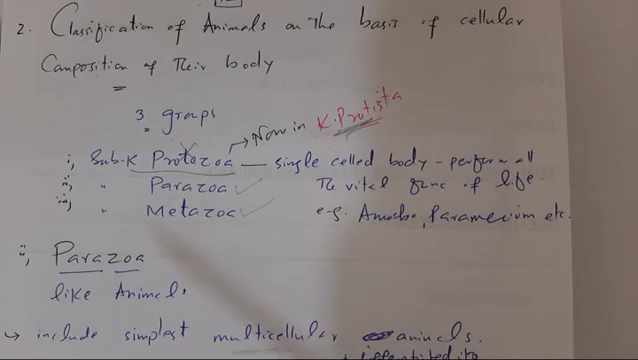 2. Classification of Animals on the basis of cellular
Composition of Their body
3 groups
→ Now in K. Protista
i, Sub-K Protozoa — single celled body - perform all
ii, " Parazoa ✓ The vital func of life.
iii, " Metazoa ✓ e.g. Amoeba, Paramecium etc.
ii, Parazoa
like Animals
↳ include simplest multicellular animals.